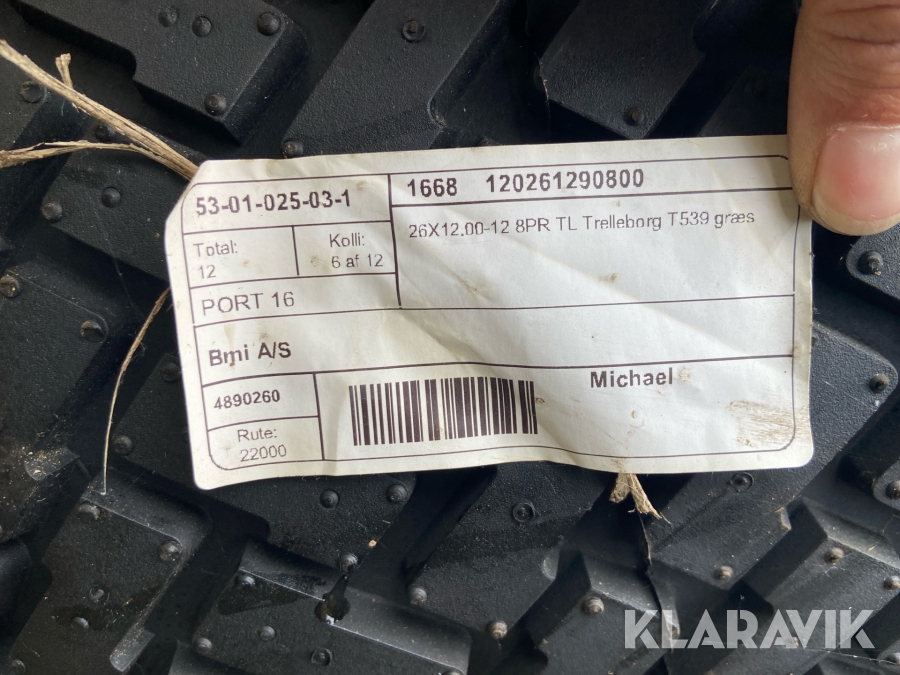 53-01-025-03-1
1668 120261290800
Total:
12
Kolli:
6 af 12
26X12.00-12 8PR TL Trelleborg T539 græs
PORT 16
Bmi A/S
4890260
Michael
Rute:
22000
KLARAVIK